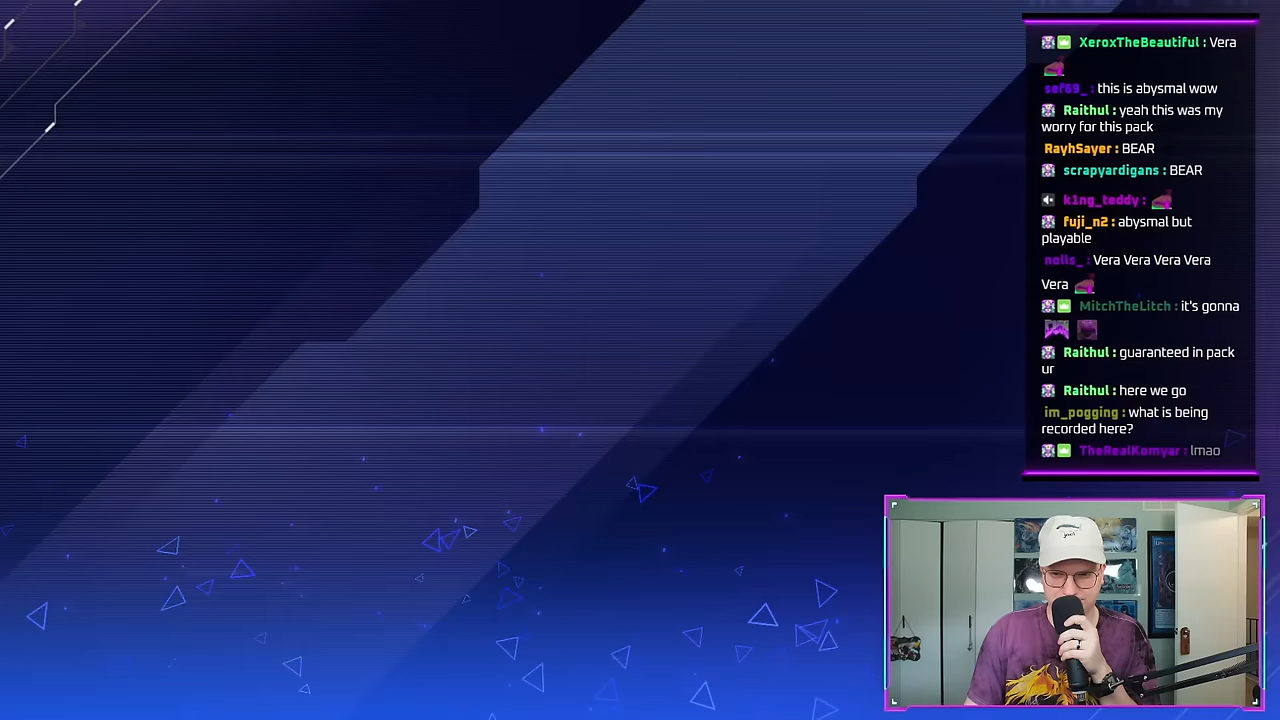 XeroxTheBeautiful : Vera
sef69_ : this is abysmal wow
Raithul : yeah this was my
worry for this pack
RayhSayer : BEAR
scrapyardigans : BEAR
k1ng_teddy :
fuji_n2 : abysmal but
playable
nolls_ : Vera Vera Vera Vera
Vera
MitchTheLitch : it's gonna
Raithul : guaranteed in pack
ur
Raithul : here we go
im_pogging : what is being
recorded here?
TheRealKomyar : lmao